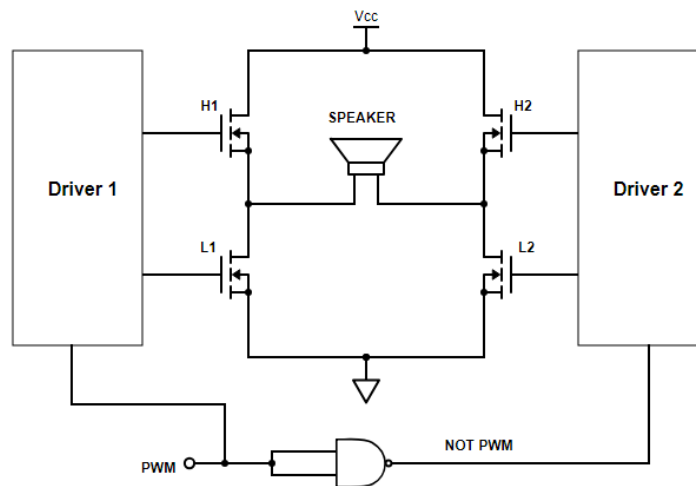 Vcc
H1
SPEAKER
H2
Driver 1
Driver 2
L1
L2
NOT PWM
PWM